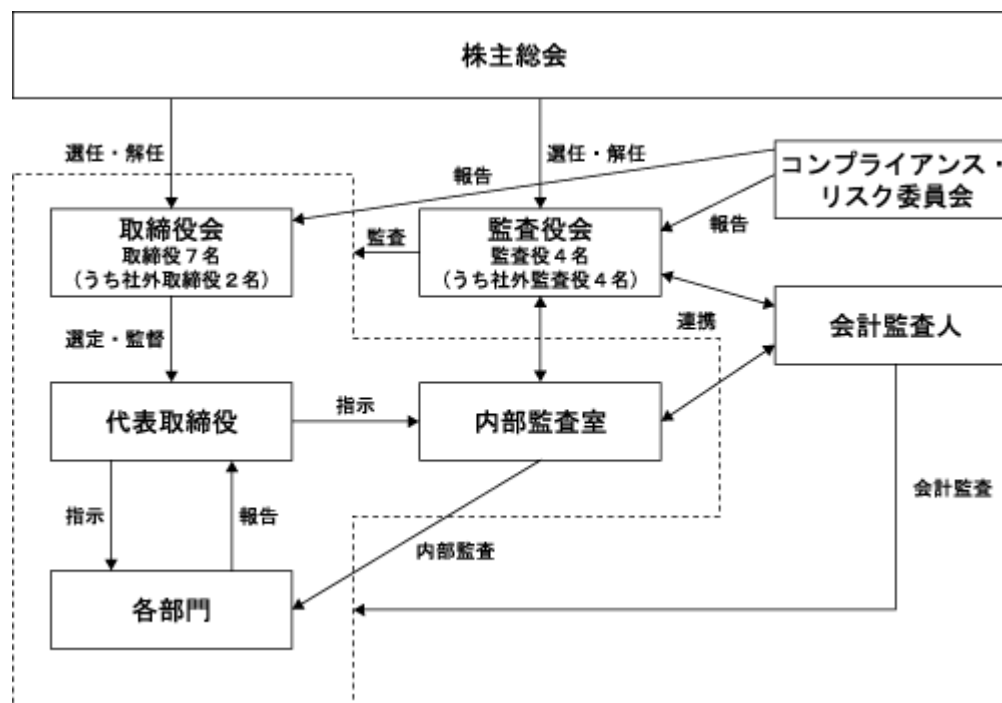 株主総会
選任・解任
選任・解任
報告
コンプライアンス・
リスク委員会
取締役会
取締役7名
（うち社外取締役２名）
監査
監査役会
監査役４名
（うち社外監査役４名）
報告
選定・監督
連携
会計監査人
代表取締役
指示
内部監査室
指示
報告
会計監査
内部監査
各部門